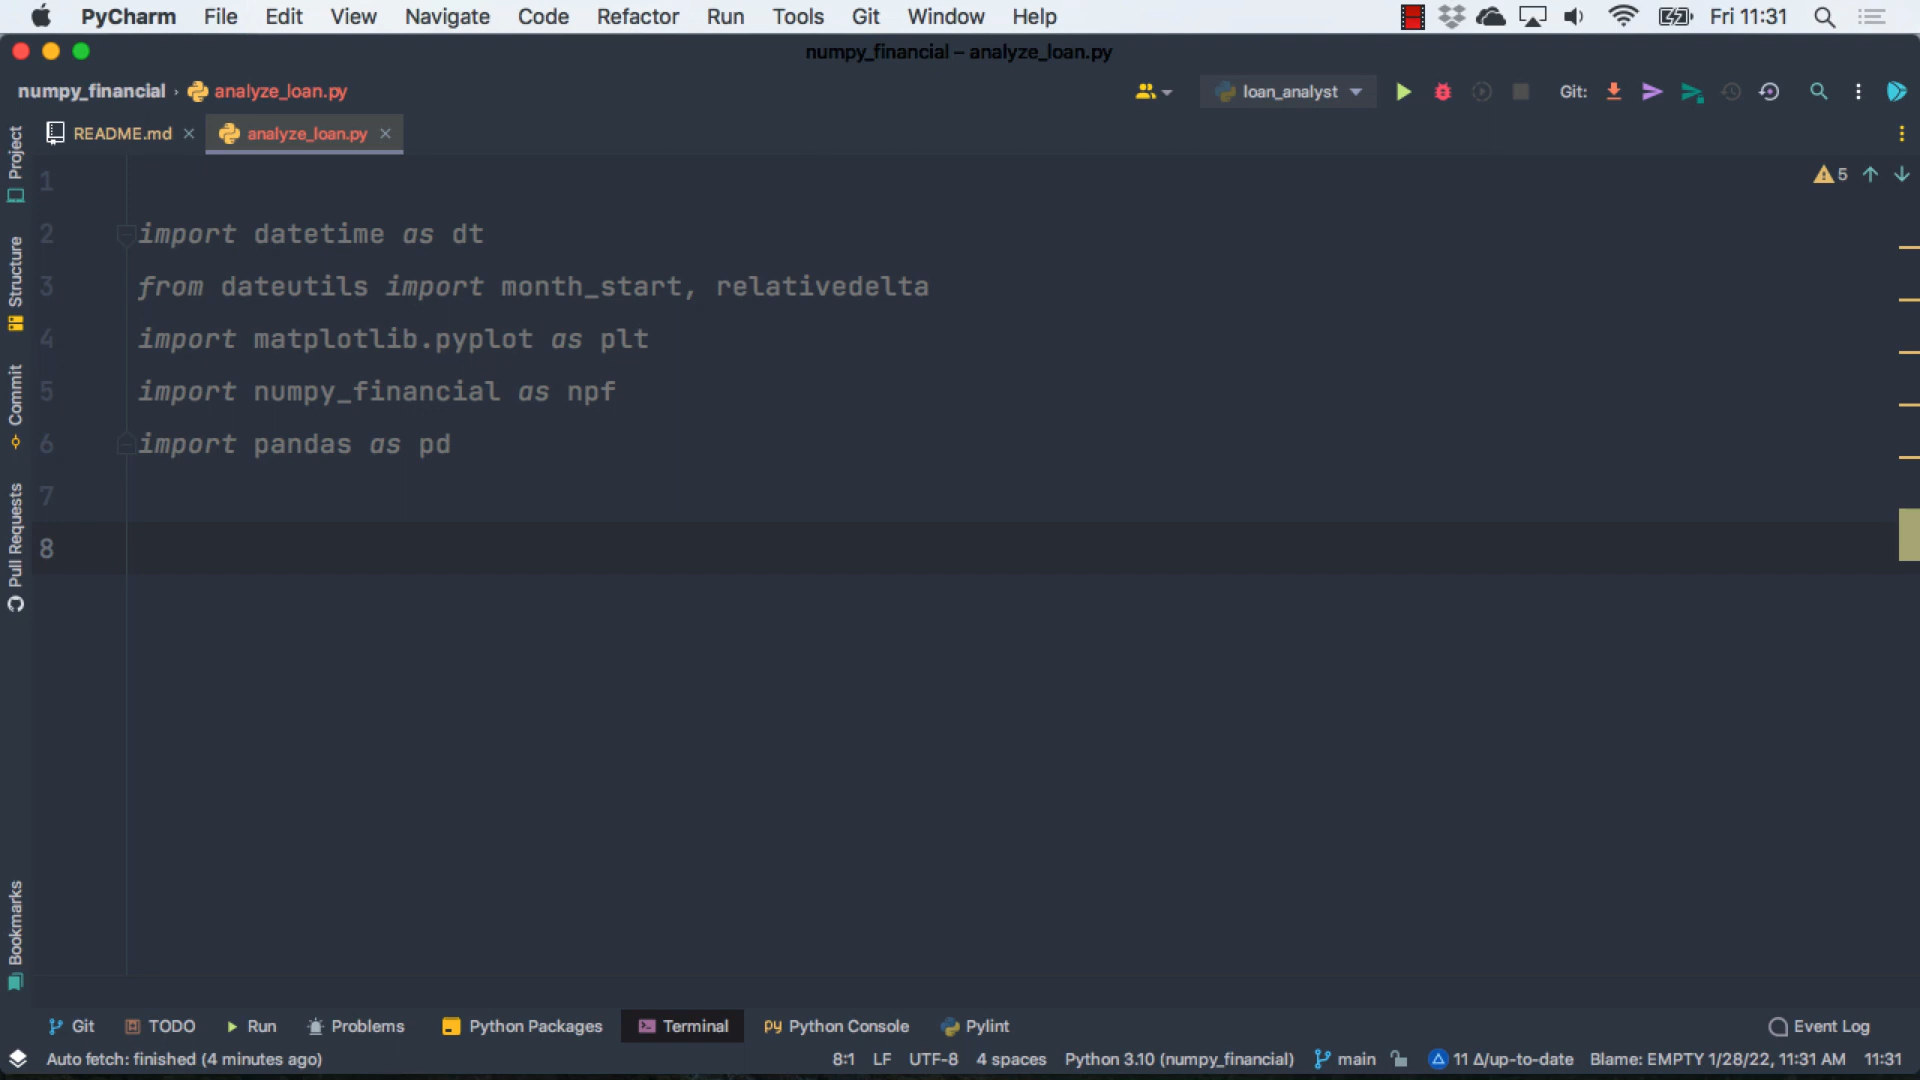 PyCharm File Edit View Navigate Code Refactor Run Tools Git Window Help Fri 11:31
numpy_financial – analyze_loan.py
numpy_financial › analyze_loan.py loan_analyst Git:
README.md analyze_loan.py
Project
Structure
Commit
Pull Requests
Bookmarks
5
1
2 import datetime as dt
3 from dateutils import month_start, relativedelta
4 import matplotlib.pyplot as plt
5 import numpy_financial as npf
6 import pandas as pd
7
8
Git TODO Run Problems Python Packages Terminal Python Console Pylint Event Log
Auto fetch: finished (4 minutes ago) 8:1 LF UTF-8 4 spaces Python 3.10 (numpy_financial) main 11 Δ/up-to-date Blame: EMPTY 1/28/22, 11:31 AM 11:31